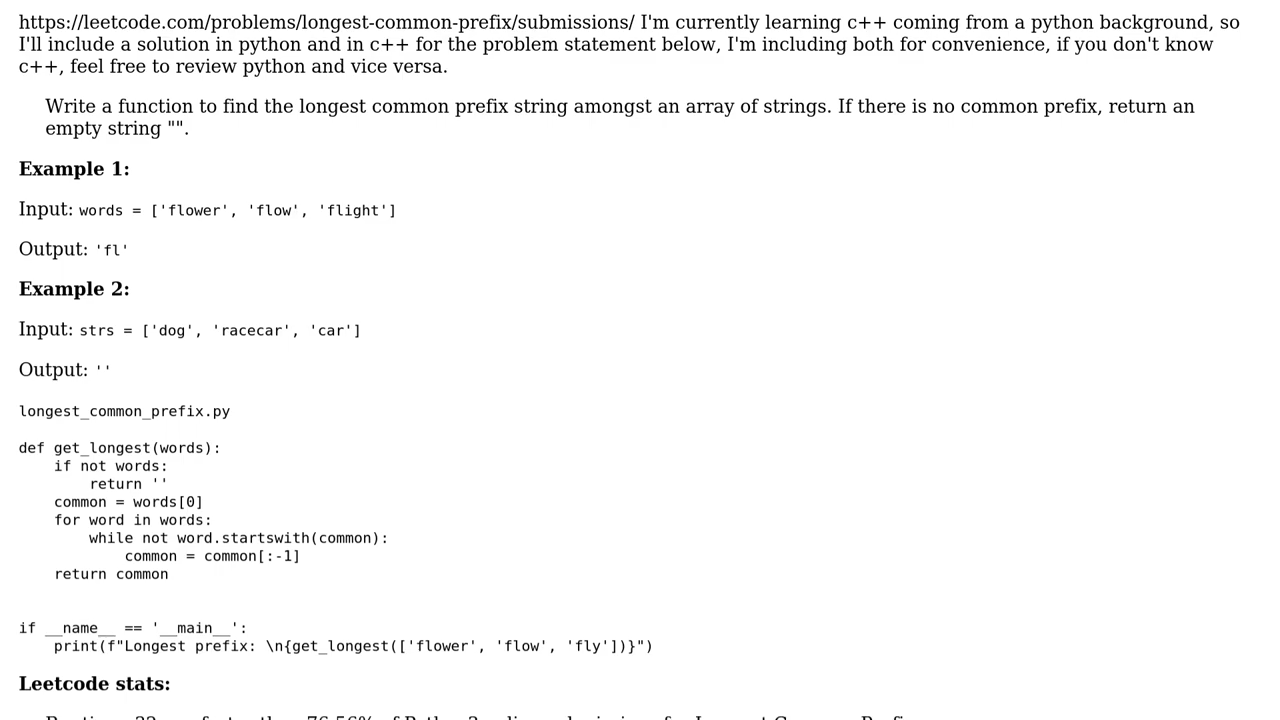 https://leetcode.com/problems/longest-common-prefix/submissions/ I'm currently learning c++ coming from a python background, so
I'll include a solution in python and in c++ for the problem statement below, I'm including both for convenience, if you don't know
c++, feel free to review python and vice versa.
Write a function to find the longest common prefix string amongst an array of strings. If there is no common prefix, return an
empty string "".
Example 1:
Input: words = ['flower', 'flow', 'flight']
Output: 'fl'
Example 2:
Input: strs = ['dog', 'racecar', 'car']
Output: ''
longest_common_prefix.py
def get_longest(words):
    if not words:
        return ''
    common = words[0]
    for word in words:
        while not word.startswith(common):
            common = common[:-1]
    return common
if __name__ == '__main__':
    print(f"Longest prefix: \n{get_longest(['flower', 'flow', 'fly'])}")
Leetcode stats: